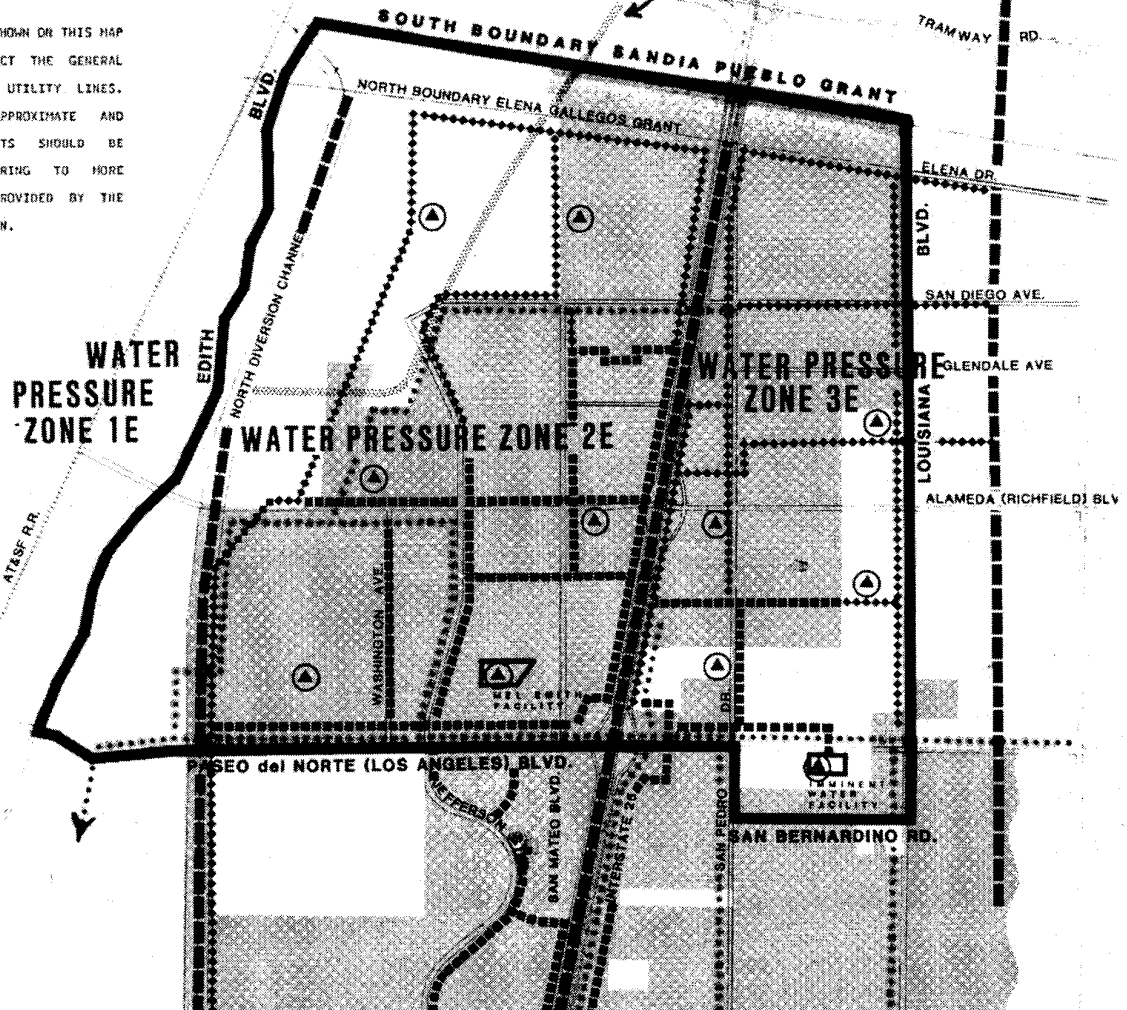 HOWN ON THIS MAP
CT THE GENERAL
UTILITY LINES.
PPROXIMATE AND
TS SHOULD BE
RING TO MORE
ROVIDED BY THE
N.
SOUTH BOUNDARY SANDIA PUEBLO GRANT
TRAMWAY RD.
NORTH BOUNDARY ELENA GALLEGOS GRANT
BLVD.
EDITH
NORTH DIVERSION CHANNEL
ELENA DR.
BLVD.
LOUISIANA
SAN DIEGO AVE.
GLENDALE AVE
ALAMEDA (RICHFIELD) BLV
WATER
PRESSURE
ZONE 1E
WATER PRESSURE ZONE 2E
WATER PRESSURE
ZONE 3E
AT&SF R.R.
WASHINGTON AVE.
MEL SMITH
FACILITY
DR.
SAN PEDRO
PASEO del NORTE (LOS ANGELES) BLVD.
JEFFERSON
SAN MATEO BLVD.
INTERSTATE 25
IMMINENT
WATER
FACILITY
SAN BERNARDINO RD.